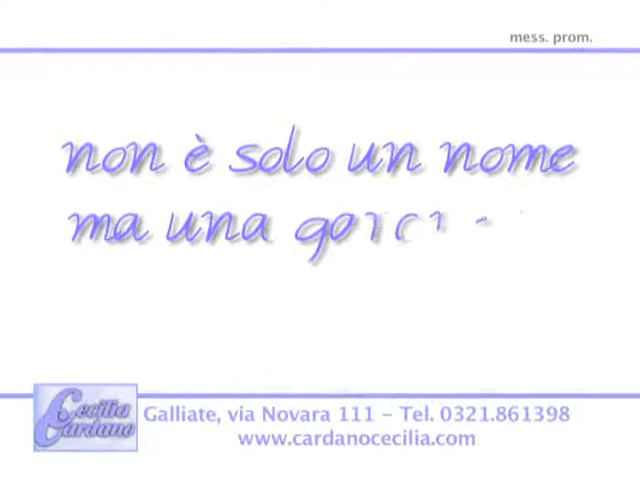 mess. prom.
non è solo un nome
ma una
Cecilia
Cardano
Galliate, via Novara 111 - Tel. 0321.861398
www.cardanocecilia.com